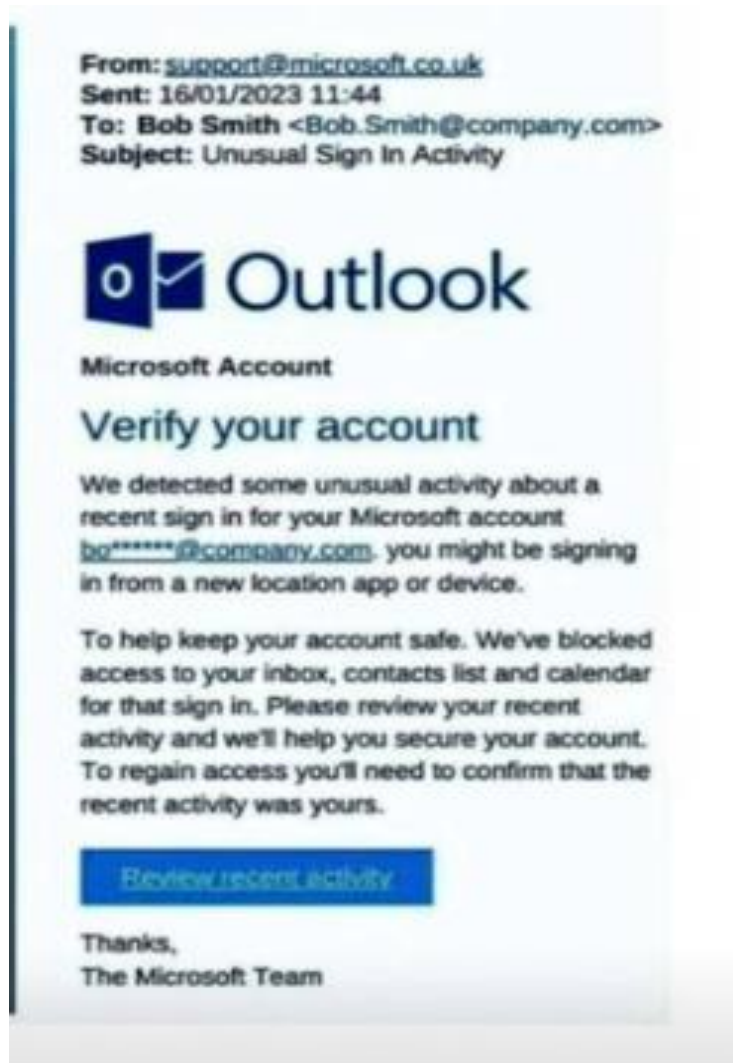 From: support@microsoft.co.uk
Sent: 16/01/2023 11:44
To: Bob Smith <Bob.Smith@company.com>
Subject: Unusual Sign In Activity
Outlook
Microsoft Account
Verify your account
We detected some unusual activity about a
recent sign in for your Microsoft account
bo******@company.com. you might be signing
in from a new location app or device.
To help keep your account safe. We've blocked
access to your inbox, contacts list and calendar
for that sign in. Please review your recent
activity and we'll help you secure your account.
To regain access you'll need to confirm that the
recent activity was yours.
Review recent activity
Thanks,
The Microsoft Team